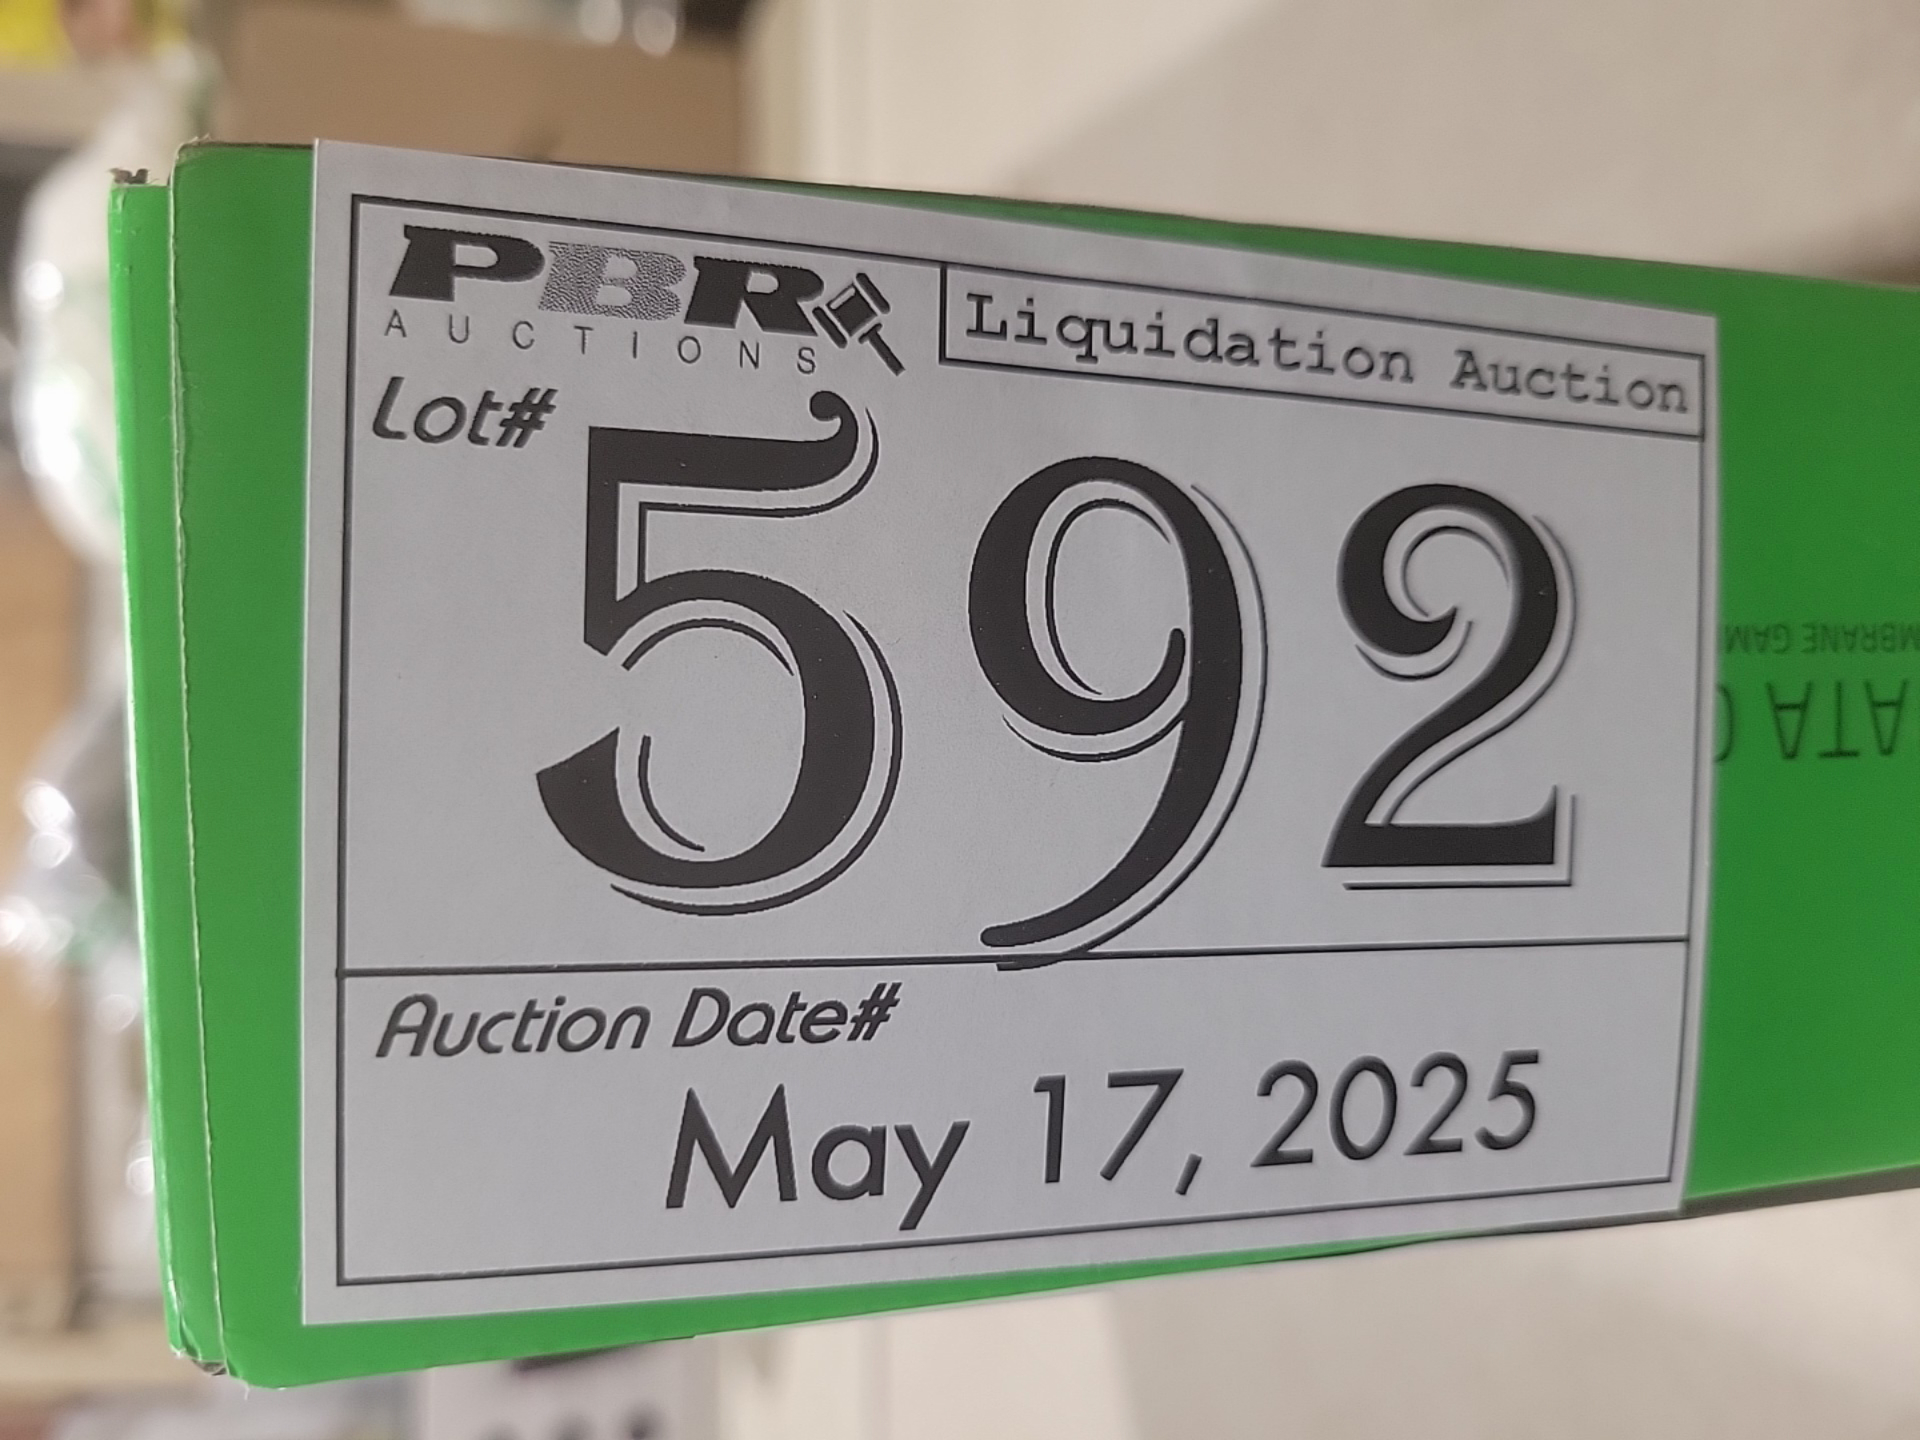 PBR
AUCTIONS
Liquidation Auction
Lot#
592
Auction Date#
May 17, 2025